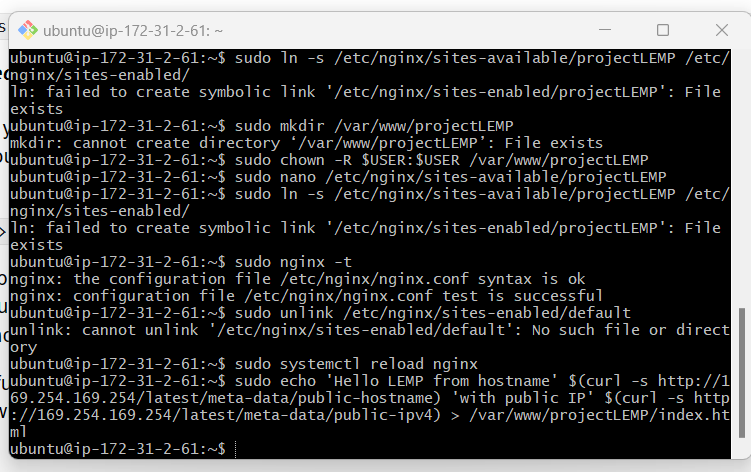 ubuntu@ip-172-31-2-61: ~
ubuntu@ip-172-31-2-61:~$ sudo ln -s /etc/nginx/sites-available/projectLEMP /etc/
nginx/sites-enabled/
ln: failed to create symbolic link '/etc/nginx/sites-enabled/projectLEMP': File
exists
ubuntu@ip-172-31-2-61:~$ sudo mkdir /var/www/projectLEMP
mkdir: cannot create directory ‘/var/www/projectLEMP’: File exists
ubuntu@ip-172-31-2-61:~$ sudo chown -R $USER:$USER /var/www/projectLEMP
ubuntu@ip-172-31-2-61:~$ sudo nano /etc/nginx/sites-available/projectLEMP
ubuntu@ip-172-31-2-61:~$ sudo ln -s /etc/nginx/sites-available/projectLEMP /etc/
nginx/sites-enabled/
ln: failed to create symbolic link '/etc/nginx/sites-enabled/projectLEMP': File
exists
ubuntu@ip-172-31-2-61:~$ sudo nginx -t
nginx: the configuration file /etc/nginx/nginx.conf syntax is ok
nginx: configuration file /etc/nginx/nginx.conf test is successful
ubuntu@ip-172-31-2-61:~$ sudo unlink /etc/nginx/sites-enabled/default
unlink: cannot unlink '/etc/nginx/sites-enabled/default': No such file or direct
ory
ubuntu@ip-172-31-2-61:~$ sudo systemctl reload nginx
ubuntu@ip-172-31-2-61:~$ sudo echo 'Hello LEMP from hostname' $(curl -s http://1
69.254.169.254/latest/meta-data/public-hostname) 'with public IP' $(curl -s http
://169.254.169.254/latest/meta-data/public-ipv4) > /var/www/projectLEMP/index.ht
ml
ubuntu@ip-172-31-2-61:~$